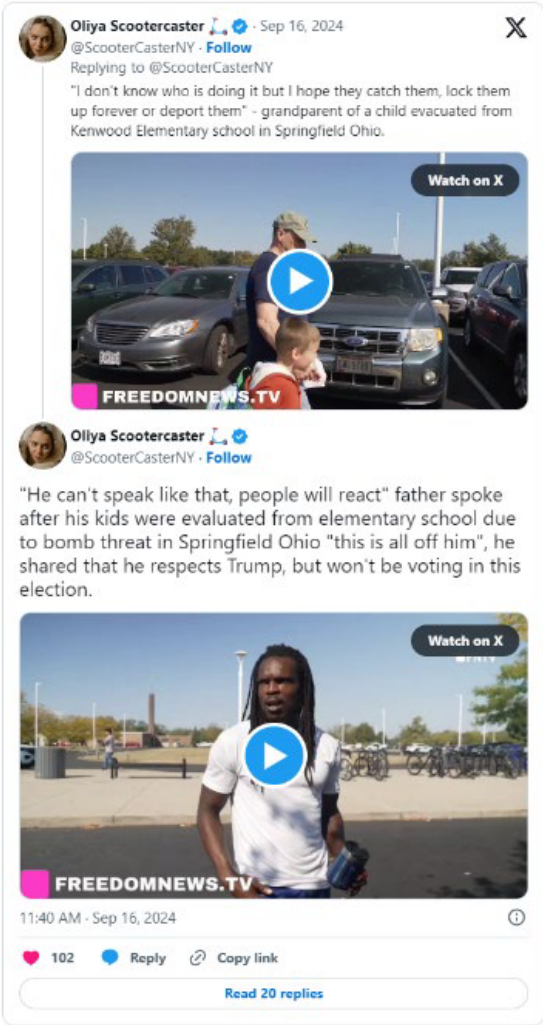 Oliya Scootercaster 🛴 · Sep 16, 2024
@ScooterCasterNY · Follow
Replying to @ScooterCasterNY
"I don't know who is doing it but I hope they catch them, lock them
up forever or deport them" - grandparent of a child evacuated from
Kenwood Elementary school in Springfield Ohio.
Watch on X
FREEDOMNEWS.TV
Oliya Scootercaster 🛴
@ScooterCasterNY · Follow
"He can't speak like that, people will react" father spoke
after his kids were evaluated from elementary school due
to bomb threat in Springfield Ohio "this is all off him", he
shared that he respects Trump, but won't be voting in this
election.
Watch on X
FREEDOMNEWS.TV
11:40 AM · Sep 16, 2024
102 Reply Copy link
Read 20 replies